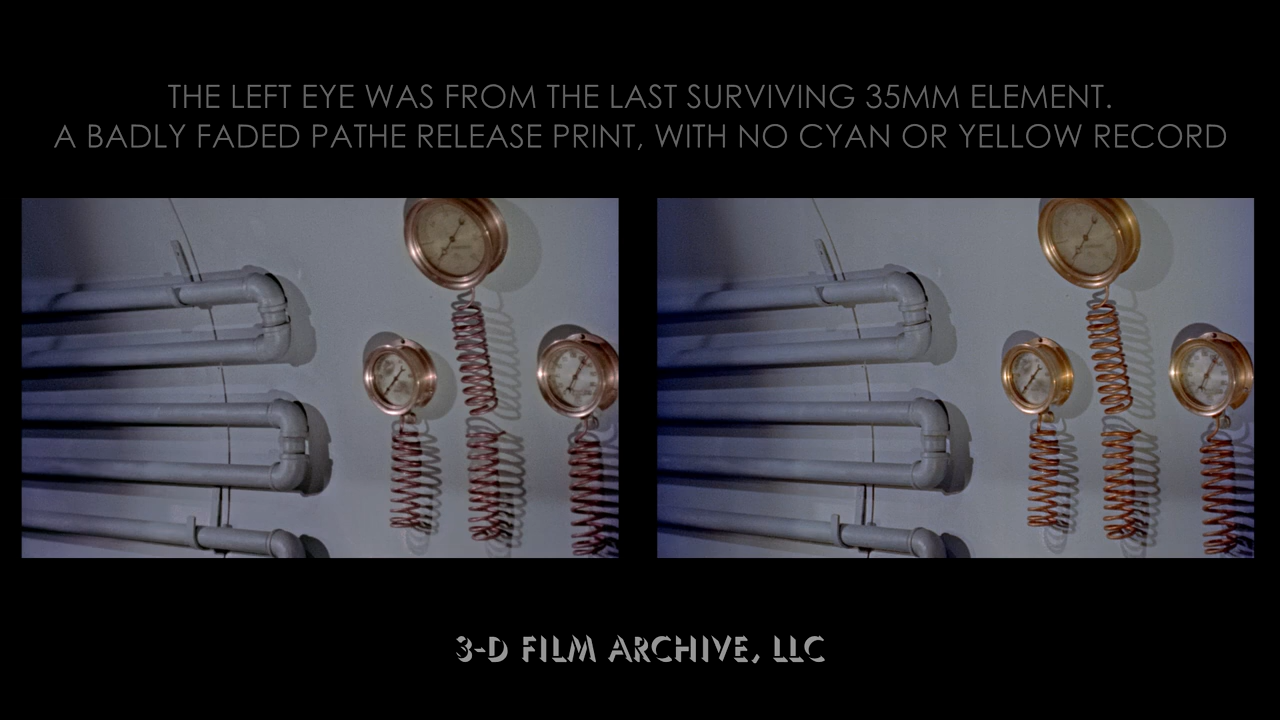 THE LEFT EYE WAS FROM THE LAST SURVIVING 35MM ELEMENT.
A BADLY FADED PATHE RELEASE PRINT, WITH NO CYAN OR YELLOW RECORD
3-D FILM ARCHIVE, LLC